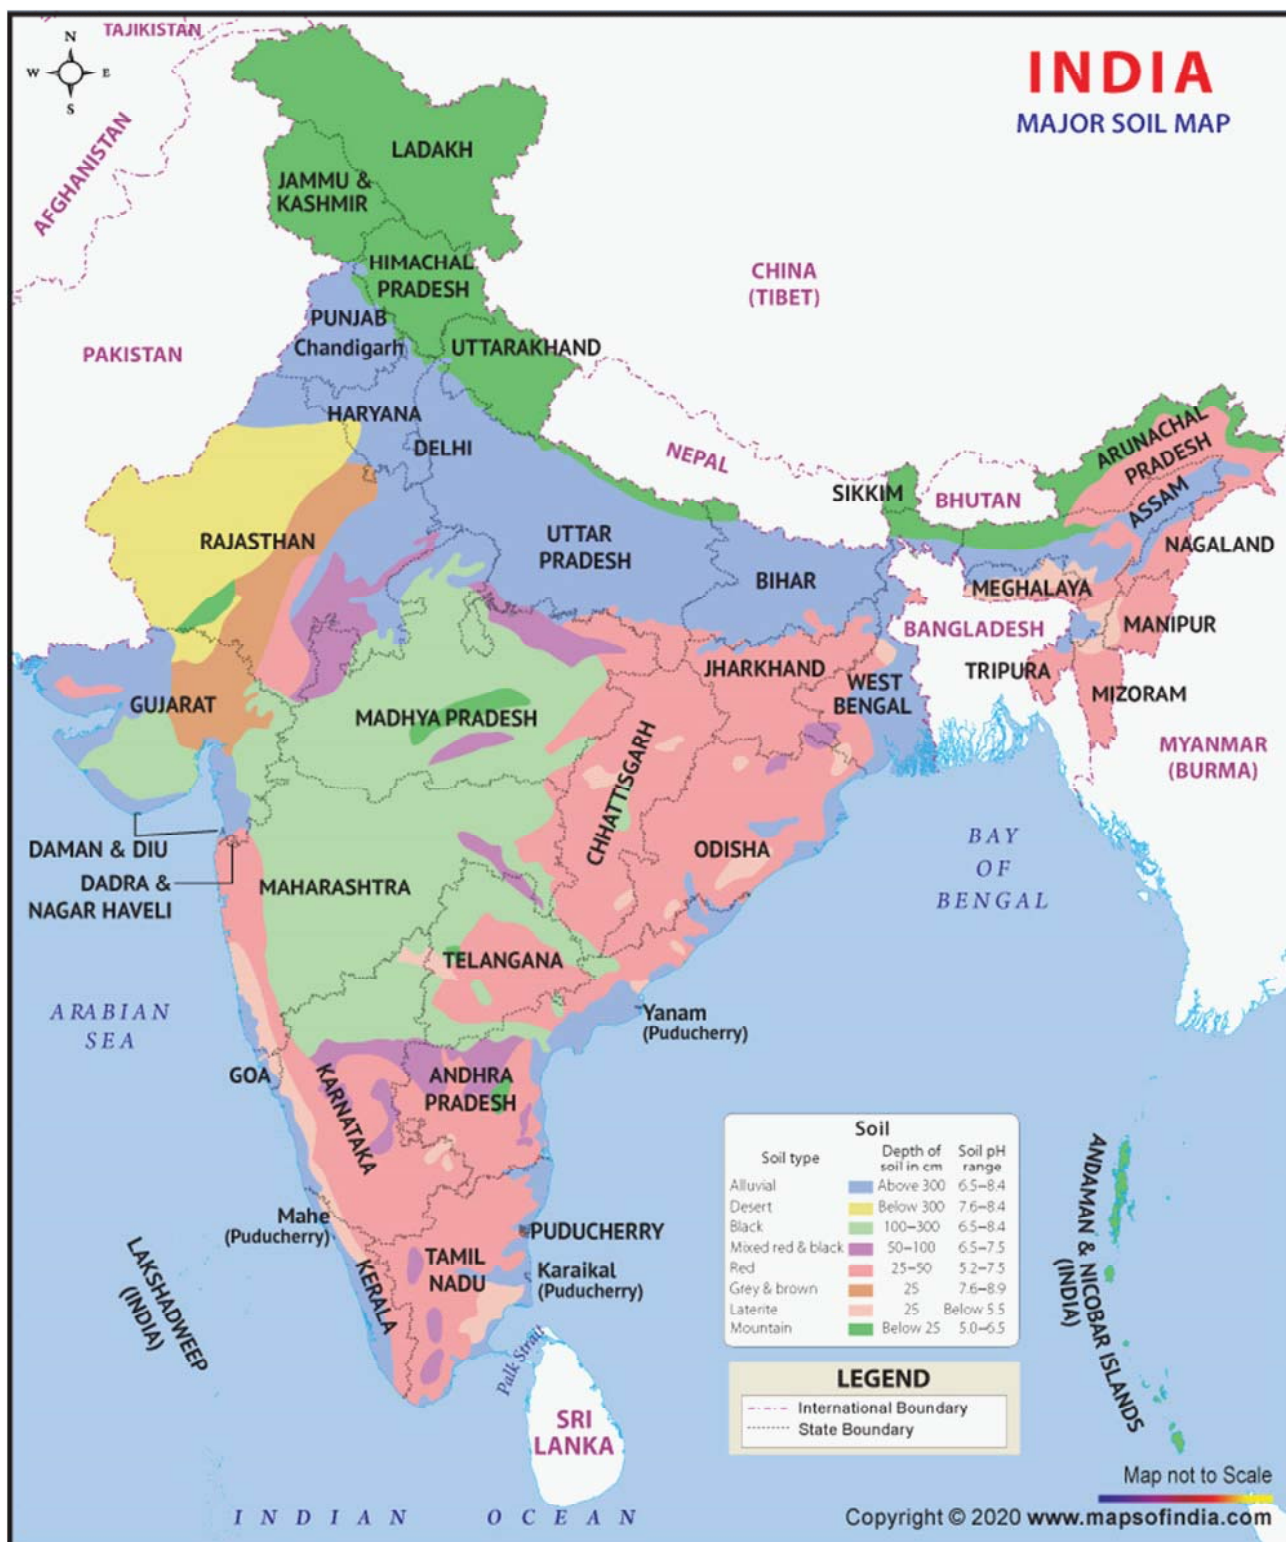 INDIA
MAJOR SOIL MAP
N
W
E
S
TAJIKISTAN
AFGHANISTAN
PAKISTAN
CHINA
(TIBET)
NEPAL
BHUTAN
BANGLADESH
MYANMAR
(BURMA)
SRI
LANKA
LADAKH
JAMMU &
KASHMIR
HIMACHAL
PRADESH
PUNJAB
Chandigarh
UTTARAKHAND
HARYANA
DELHI
RAJASTHAN
UTTAR
PRADESH
BIHAR
SIKKIM
ARUNACHAL
PRADESH
ASSAM
NAGALAND
MEGHALAYA
MANIPUR
TRIPURA
MIZORAM
GUJARAT
MADHYA PRADESH
JHARKHAND
WEST
BENGAL
CHHATTISGARH
ODISHA
DAMAN & DIU
DADRA &
NAGAR HAVELI
MAHARASHTRA
TELANGANA
Yanam
(Puducherry)
GOA
KARNATAKA
ANDHRA
PRADESH
Mahe
(Puducherry)
PUDUCHERRY
Karaikal
(Puducherry)
TAMIL
NADU
KERALA
LAKSHADWEEP
(INDIA)
ANDAMAN & NICOBAR ISLANDS
(INDIA)
ARABIAN
SEA
BAY
OF
BENGAL
Palk Strait
INDIAN OCEAN
Soil
Soil type Depth of soil in cm Soil pH range
Alluvial Above 300 6.5–8.4
Desert Below 300 7.6–8.4
Black 100–300 6.5–8.4
Mixed red & black 50–100 6.5–7.5
Red 25–50 5.2–7.5
Grey & brown 25 7.6–8.9
Laterite 25 Below 5.5
Mountain Below 25 5.0–6.5
LEGEND
International Boundary
State Boundary
Map not to Scale
Copyright © 2020 www.mapsofindia.com